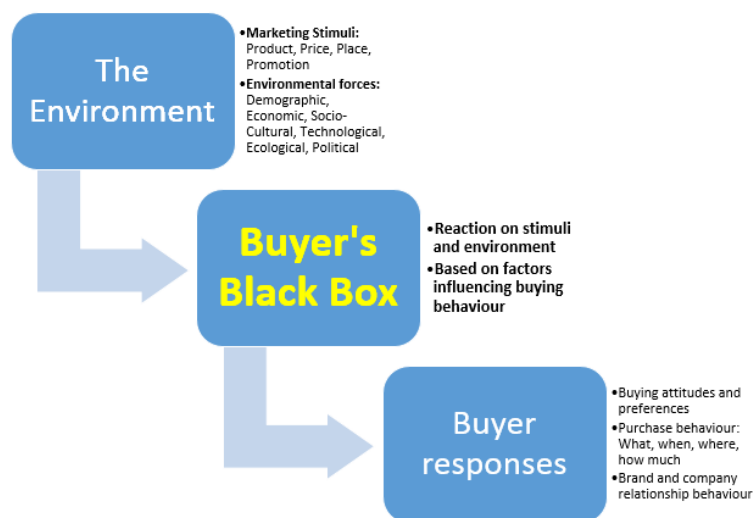 The
Environment
•Marketing Stimuli:
Product, Price, Place,
Promotion
•Environmental forces:
Demographic,
Economic, Socio-
Cultural, Technological,
Ecological, Political
Buyer's
Black Box
•Reaction on stimuli
and environment
•Based on factors
influencing buying
behaviour
Buyer
responses
•Buying attitudes and
preferences
•Purchase behaviour:
What, when, where,
how much
•Brand and company
relationship behaviour